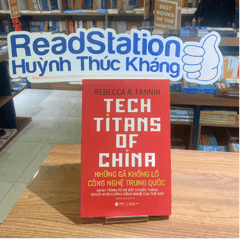 ReadStation
Huỳnh Thúc Kháng
REBECCA A. FANNIN
TECH
TITANS
OF
CHINA
NHỮNG GÃ KHỔNG LỒ
CÔNG NGHỆ TRUNG QUỐC